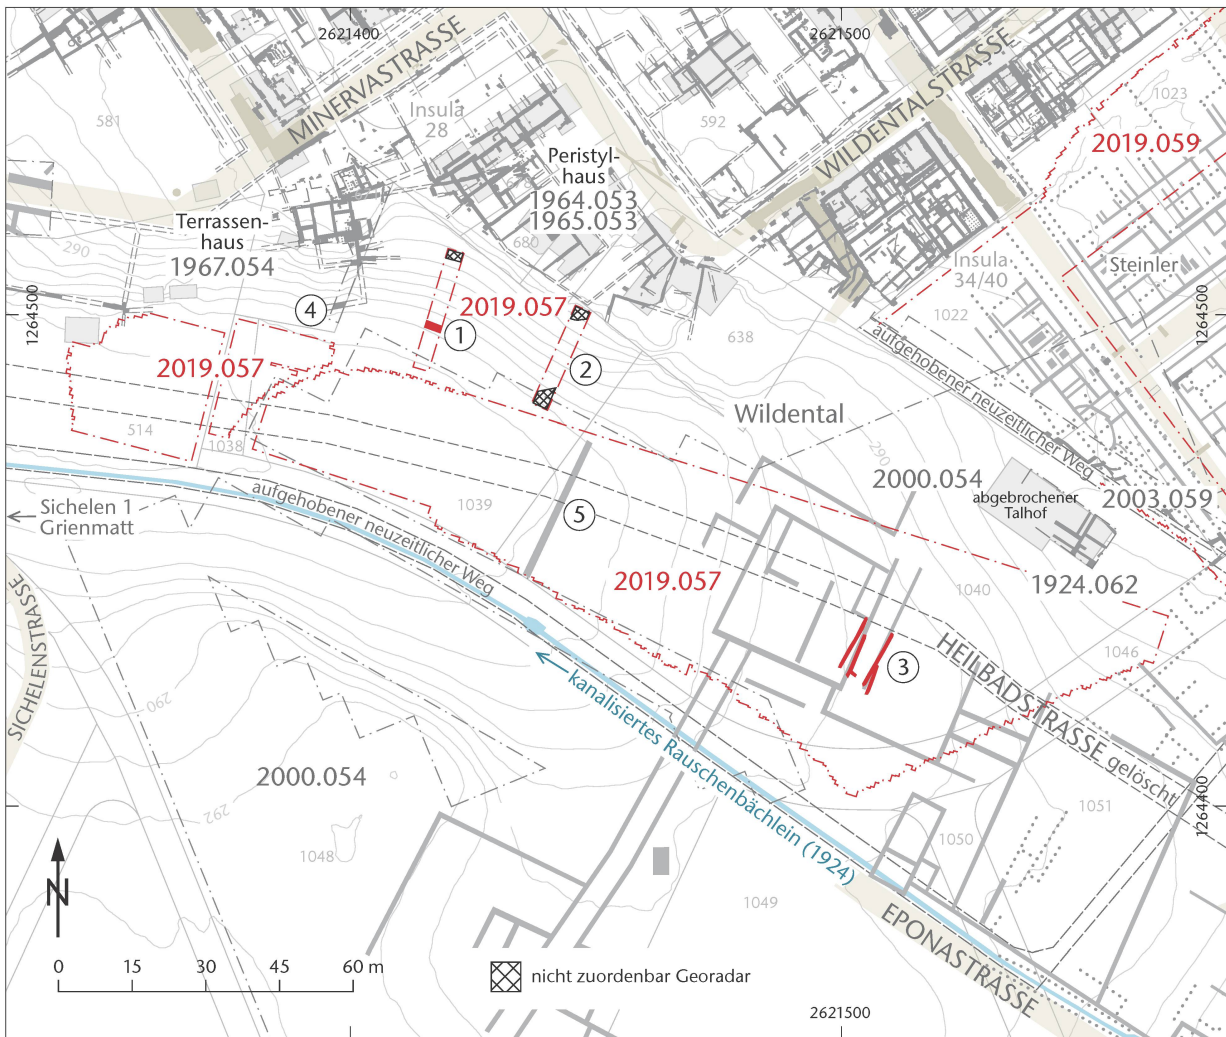 2621400
2621500
MINERVASTRASSE
WILDENTALSTRASSE
Insula
28
581
592
1023
2019.059
Peristyl-
haus
1964.053
1965.053
678
680
Terrassen-
haus
1967.054
290
Insula
34/40
Steinler
1022
1264500
1264500
4
1
2019.057
2
638
aufgehobener neuzeitlicher Weg
2019.057
Wildental
514
1038
290
2000.054
abgebrochener
Talhof
2003.059
1924.062
Sichelen 1
Grienmatt
aufgehobener neuzeitlicher Weg
1039
5
2019.057
1040
1046
3
HEILBADSTRASSE gelöscht!
SICHELENSTRASSE
290
kanalisiertes Rauschenbächlein (1924)
2000.054
292
1048
1264400
1051
1050
1049
EPONASTRASSE
N
0 15 30 45 60 m
nicht zuordenbar Georadar
2621500